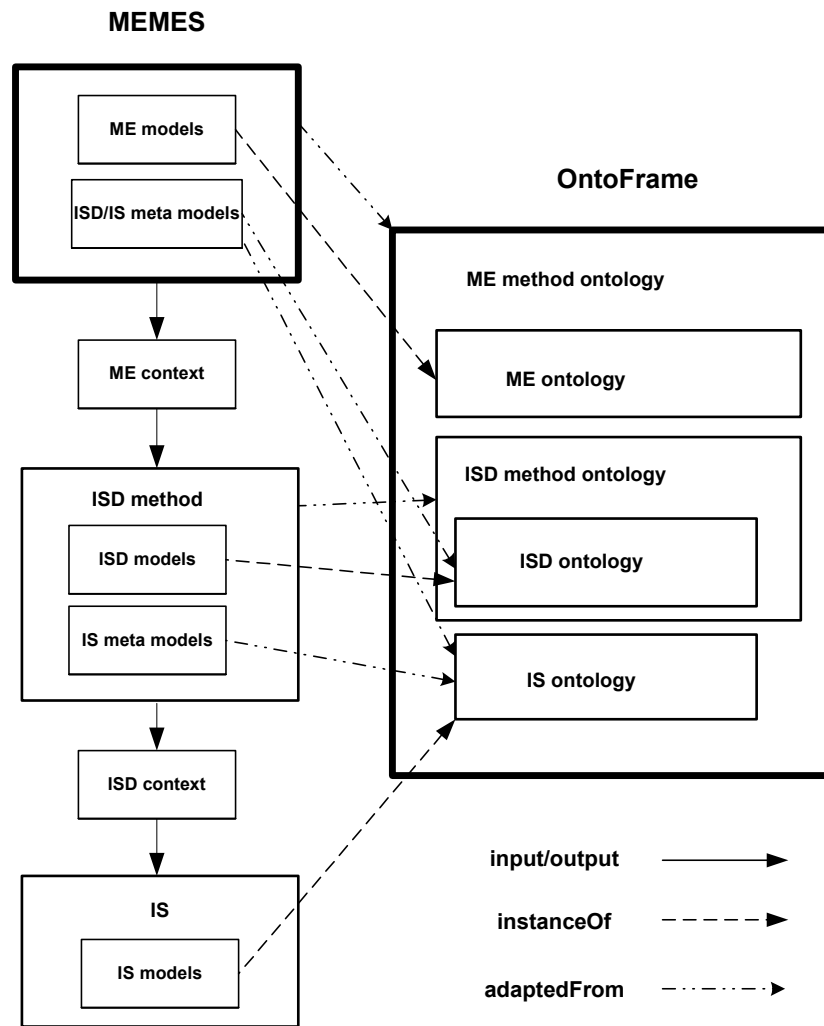 MEMES
ME models
ISD/IS meta models
ME context
ISD method
ISD models
IS meta models
ISD context
IS
IS models
OntoFrame
ME method ontology
ME ontology
ISD method ontology
ISD ontology
IS ontology
input/output
instanceOf
adaptedFrom